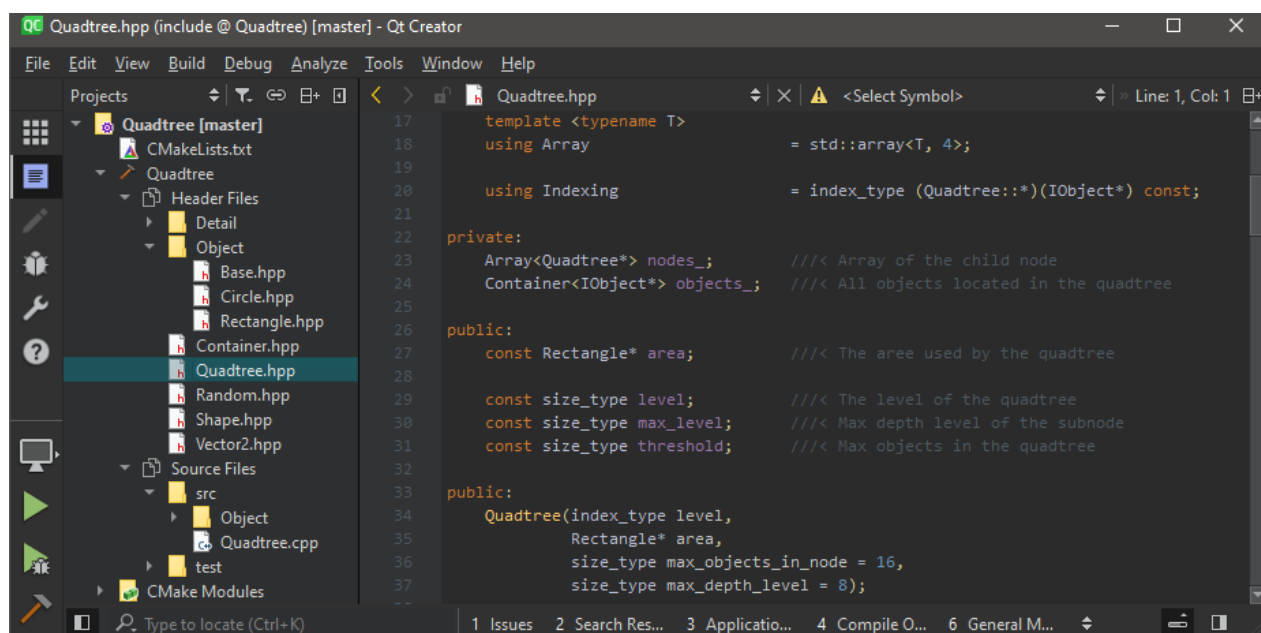 QC Quadtree.hpp (include @ Quadtree) [master] - Qt Creator
File Edit View Build Debug Analyze Tools Window Help
Projects
Quadtree.hpp
<Select Symbol>
» Line: 1, Col: 1
Quadtree [master]
CMakeLists.txt
Quadtree
Header Files
Detail
Object
Base.hpp
Circle.hpp
Rectangle.hpp
Container.hpp
Quadtree.hpp
Random.hpp
Shape.hpp
Vector2.hpp
Source Files
src
Object
Quadtree.cpp
test
CMake Modules
17 template <typename T>
18 using Array = std::array<T, 4>;
19
20 using Indexing = index_type (Quadtree::*)(IObject*) const;
21
22 private:
23 Array<Quadtree*> nodes_; ///< Array of the child node
24 Container<IObject*> objects_; ///< All objects located in the quadtree
25
26 public:
27 const Rectangle* area; ///< The aree used by the quadtree
28
29 const size_type level; ///< The level of the quadtree
30 const size_type max_level; ///< Max depth level of the subnode
31 const size_type threshold; ///< Max objects in the quadtree
32
33 public:
34 Quadtree(index_type level,
35 Rectangle* area,
36 size_type max_objects_in_node = 16,
37 size_type max_depth_level = 8);
Type to locate (Ctrl+K)
1 Issues 2 Search Res... 3 Applicatio... 4 Compile O... 6 General M...